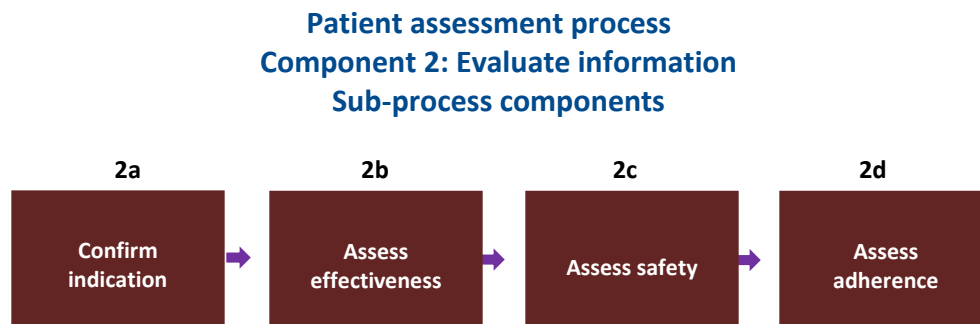 Patient assessment process
Component 2: Evaluate information
Sub-process components
2a
2b
2c
2d
Confirm
indication
Assess
effectiveness
Assess safety
Assess
adherence